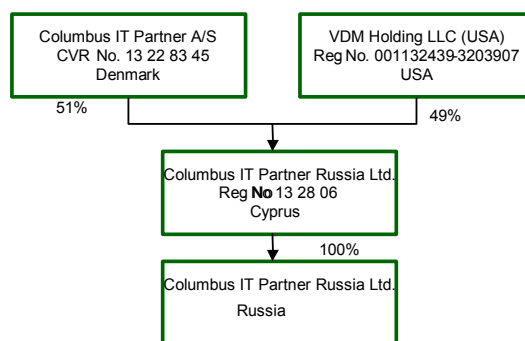 Columbus IT Partner A/S
CVR No. 13 22 83 45
Denmark
VDM Holding LLC (USA)
Reg No. 001132439-3203907
USA
51%
49%
Columbus IT Partner Russia Ltd.
Reg No 13 28 06
Cyprus
100%
Columbus IT Partner Russia Ltd.
Russia